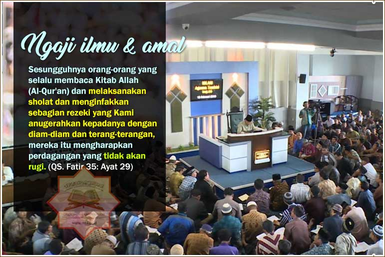 Ngaji ilmu & amal
Sesungguhnya orang-orang yang
selalu membaca Kitab Allah
(Al-Qur'an) dan melaksanakan
sholat dan menginfakkan
sebagian rezeki yang Kami
anugerahkan kepadanya dengan
diam-diam dan terang-terangan,
mereka itu mengharapkan
perdagangan yang tidak akan
rugi. (QS. Fatir 35: Ayat 29)